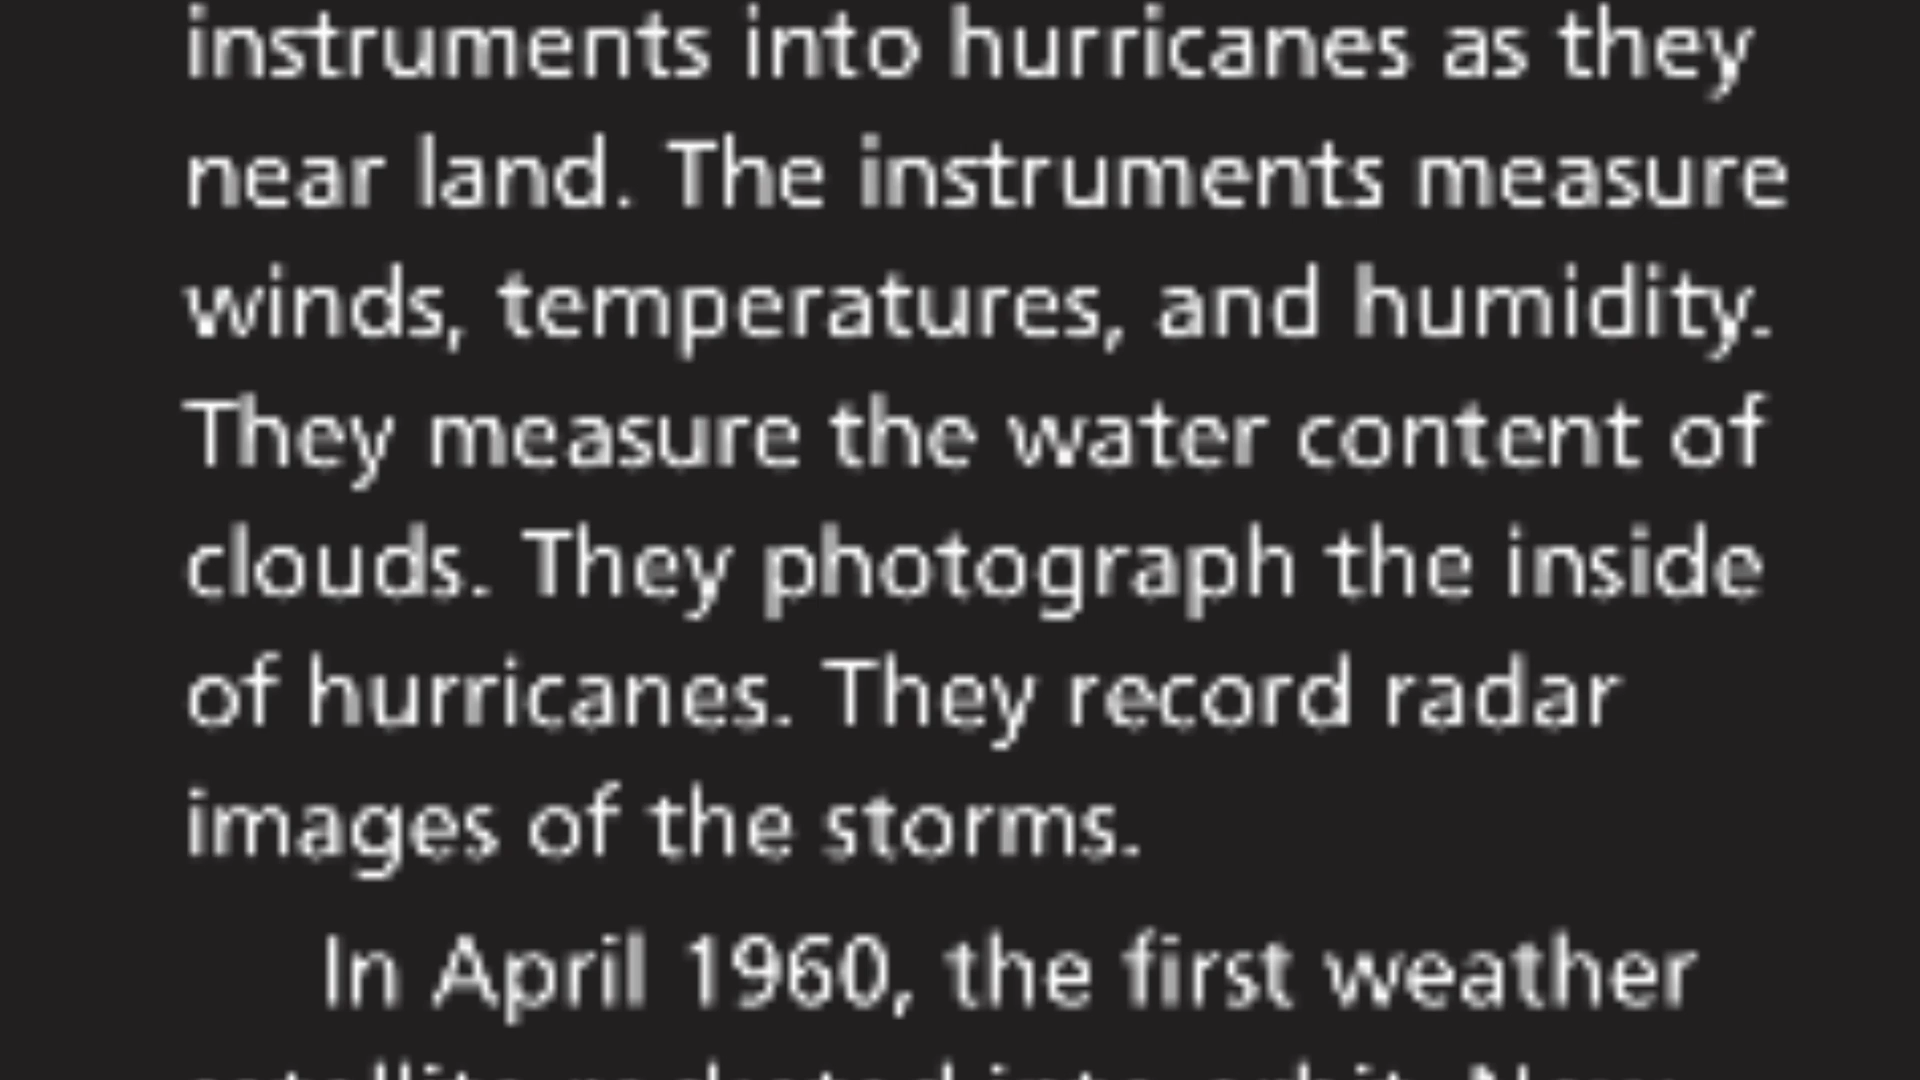 instruments into hurricanes as they
near land. The instruments measure
winds, temperatures, and humidity.
They measure the water content of
clouds. They photograph the inside
of hurricanes. They record radar
images of the storms.
In April 1960, the first weather